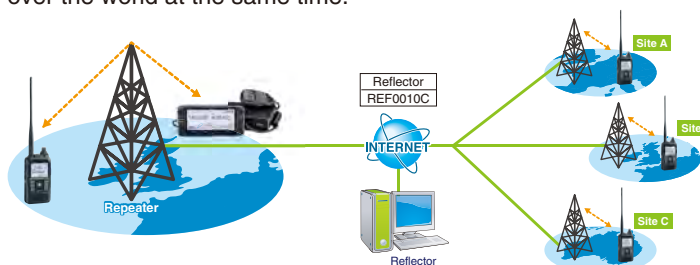 over the world at the same time.
Site A
Reflector
REF0010C
INTERNET
Site
Repeater
Site C
Reflector